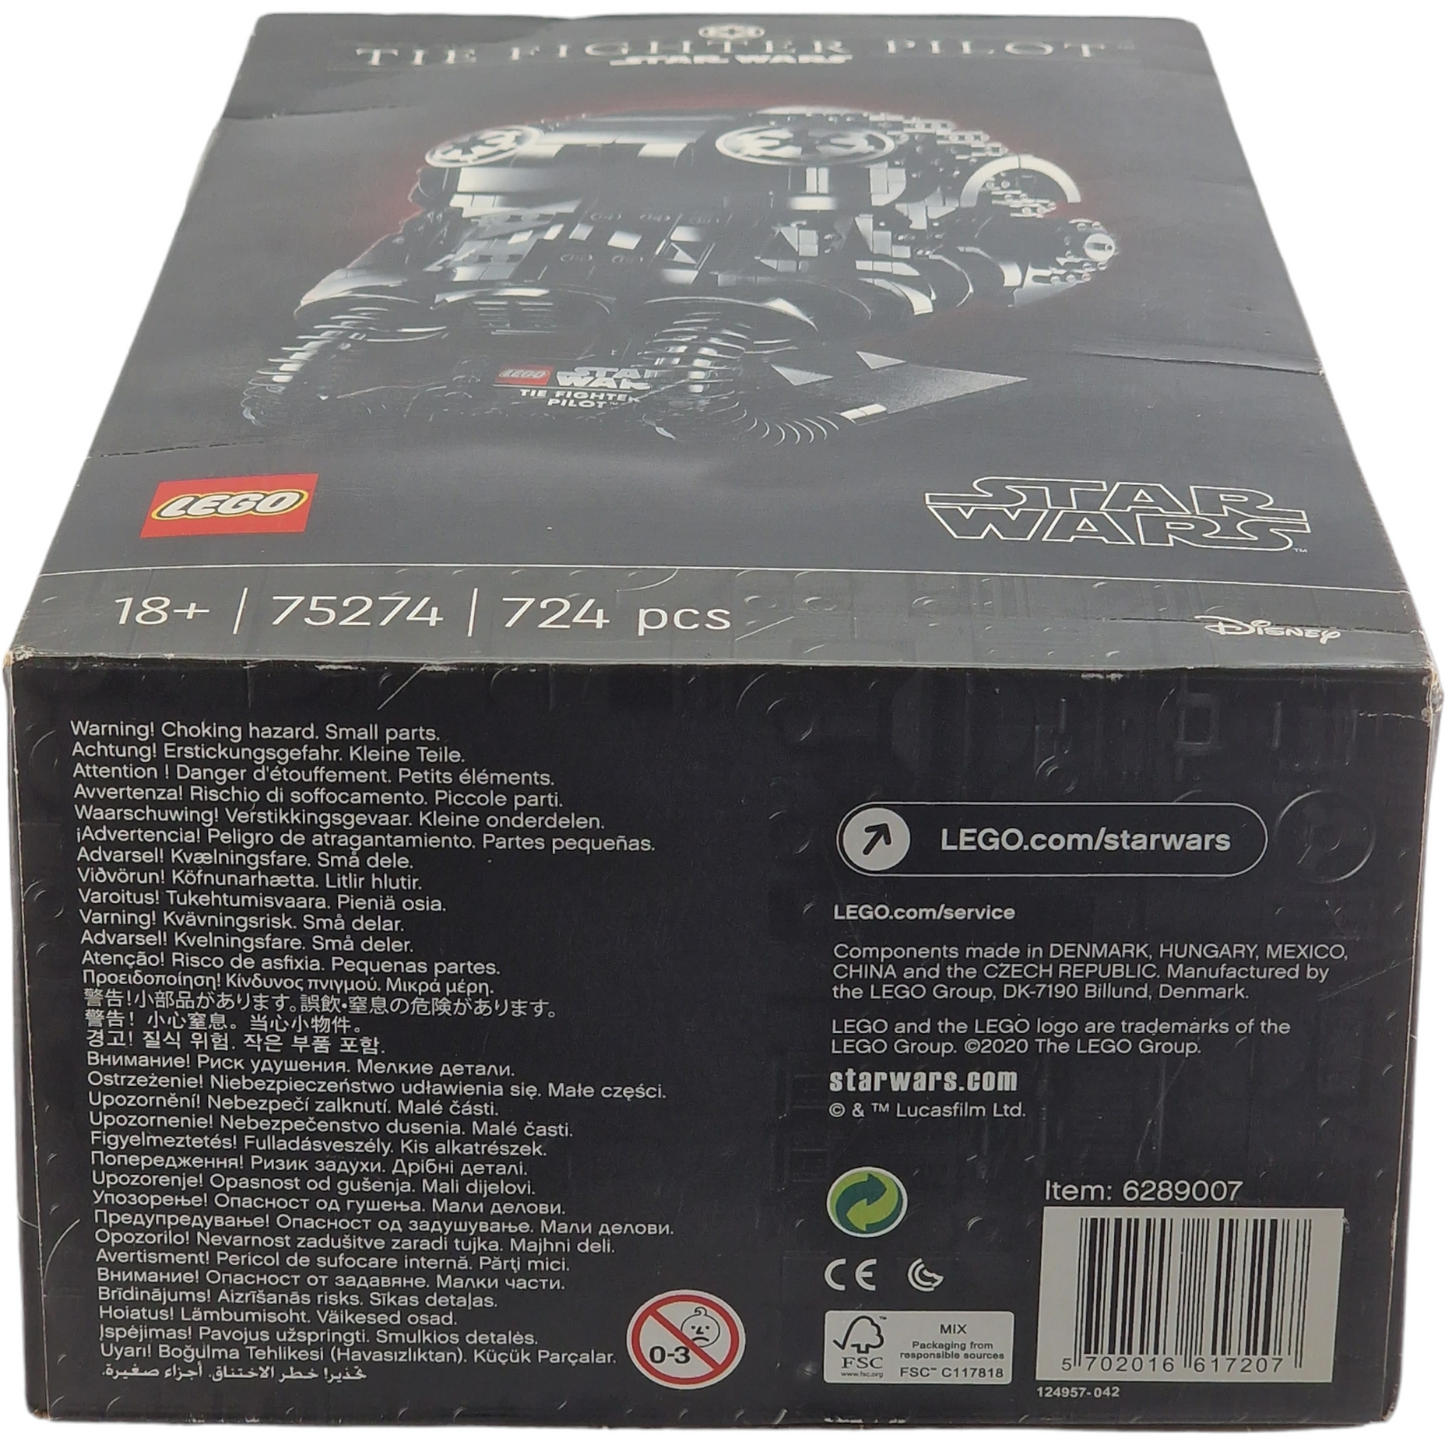 TIE FIGHTER PILOT
STAR WARS
LEGO STAR WARS
TIE FIGHTER
PILOT™
LEGO
STAR WARS™
18+ | 75274 | 724 pcs
Disney
Warning! Choking hazard. Small parts.
Achtung! Erstickungsgefahr. Kleine Teile.
Attention ! Danger d'étouffement. Petits éléments.
Avvertenza! Rischio di soffocamento. Piccole parti.
Waarschuwing! Verstikkingsgevaar. Kleine onderdelen.
¡Advertencia! Peligro de atragantamiento. Partes pequeñas.
Advarsel! Kvælningsfare. Små dele.
Viðvörun! Köfnunarhætta. Litlir hlutir.
Varoitus! Tukehtumisvaara. Pieniä osia.
Varning! Kvävningsrisk. Små delar.
Advarsel! Kvelningsfare. Små deler.
Atenção! Risco de asfixia. Pequenas partes.
Προειδοποίηση! Κίνδυνος πνιγμού. Μικρά μέρη.
警告!小部品があります。誤飲・窒息の危険があります。
警告！小心窒息。当心小物件。
경고! 질식 위험. 작은 부품 포함.
Внимание! Риск удушения. Мелкие детали.
Ostrzeżenie! Niebezpieczeństwo udławienia się. Małe części.
Upozornění! Nebezpečí zalknutí. Malé části.
Upozornenie! Nebezpečenstvo dusenia. Malé časti.
Figyelmeztetés! Fulladásveszély. Kis alkatrészek.
Попередження! Ризик задухи. Дрібні деталі.
Upozorenje! Opasnost od gušenja. Mali dijelovi.
Упозорење! Опасност од гушења. Мали делови.
Предупредување! Опасност од задушување. Мали делови.
Opozorilo! Nevarnost zadušitve zaradi tujka. Majhni deli.
Avertisment! Pericol de sufocare internă. Părţi mici.
Внимание! Опасност от задавяне. Малки части.
Brīdinājums! Aizrīšanās risks. Sīkas detaļas.
Hoiatus! Lämbumisoht. Väikesed osad.
Įspėjimas! Pavojus užspringti. Smulkios detalės.
Uyarı! Boğulma Tehlikesi (Havasızlıktan). Küçük Parçalar.
تحذير! خطر الاختناق. أجزاء صغيرة.
0-3
LEGO.com/starwars
LEGO.com/service
Components made in DENMARK, HUNGARY, MEXICO,
CHINA and the CZECH REPUBLIC. Manufactured by
the LEGO Group, DK-7190 Billund, Denmark.
LEGO and the LEGO logo are trademarks of the
LEGO Group. ©2020 The LEGO Group.
starwars.com
© & ™ Lucasfilm Ltd.
CE
FSC™
www.fsc.org
MIX
Packaging from
responsible sources
FSC™ C117818
Item: 6289007
5 702016 617207
124957-042